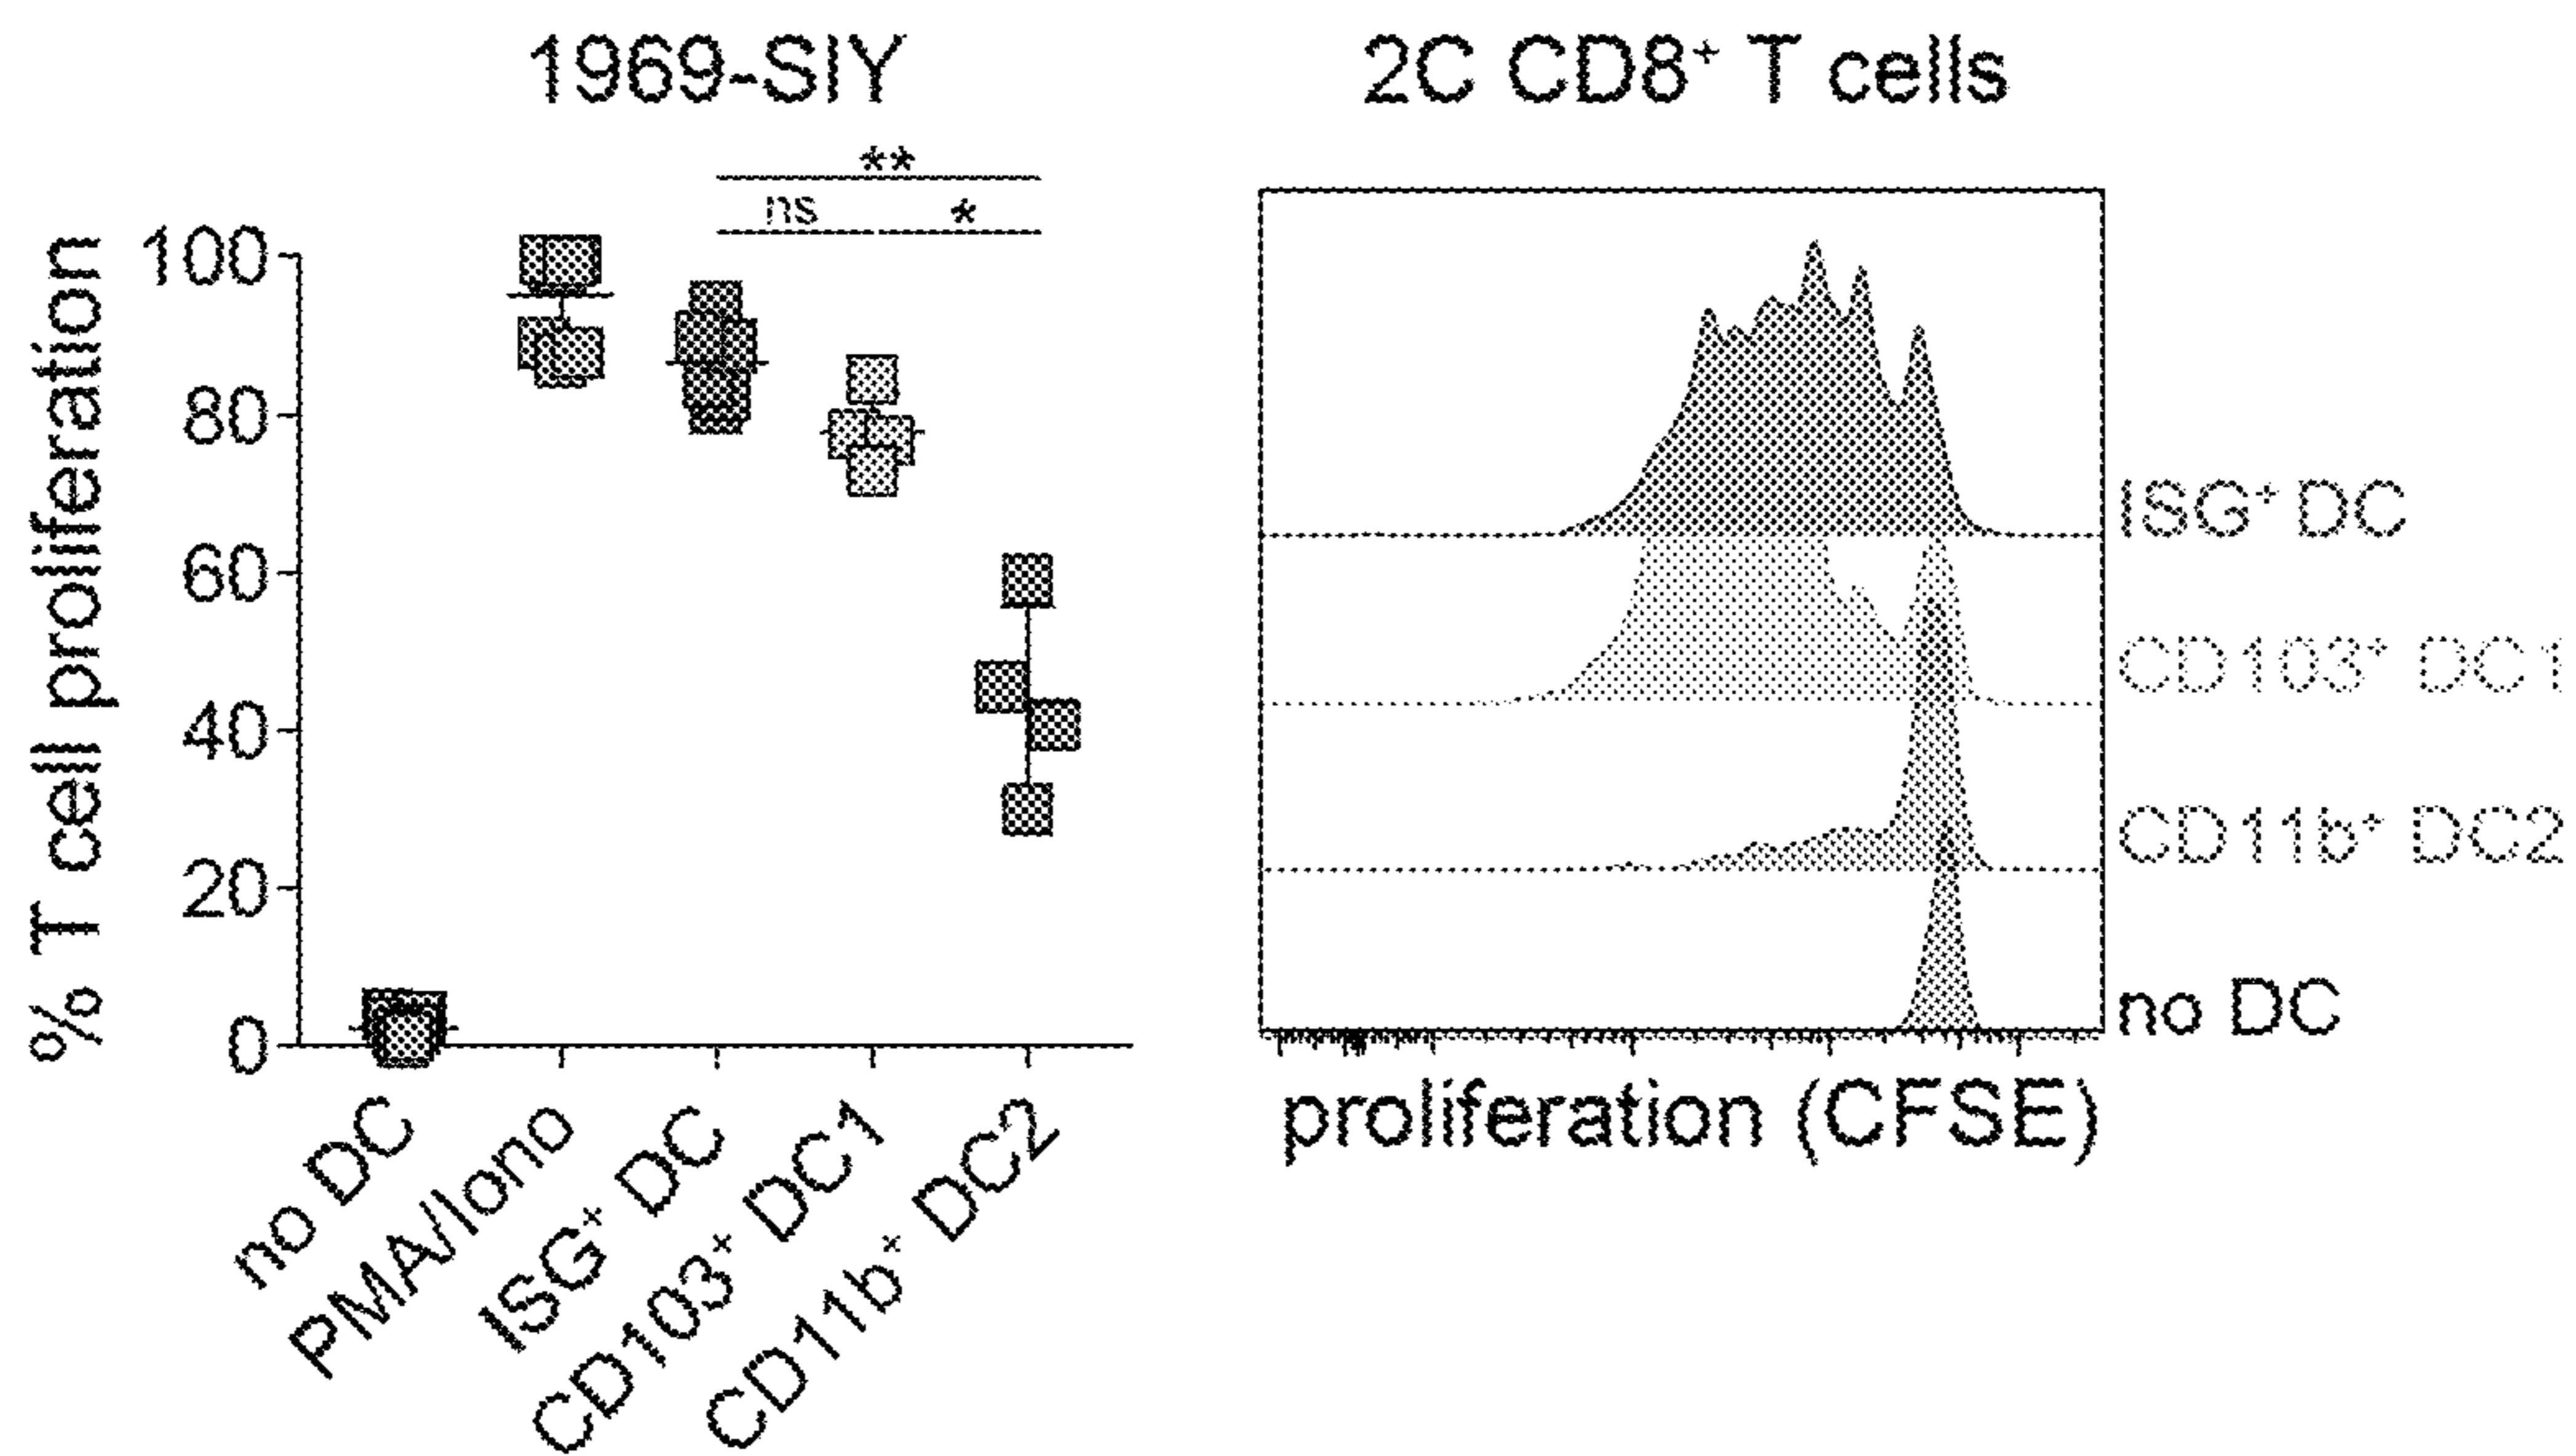 1969-SIY
2C CD8⁺ T cells
**
ns
*
% T cell proliferation
100
80
60
40
20
0
no DC
PMA/Iono
ISG⁺ DC
CD103⁺ DC1
CD11b⁺ DC2
ISG⁺ DC
CD103⁺ DC1
CD11b⁺ DC2
no DC
proliferation (CFSE)